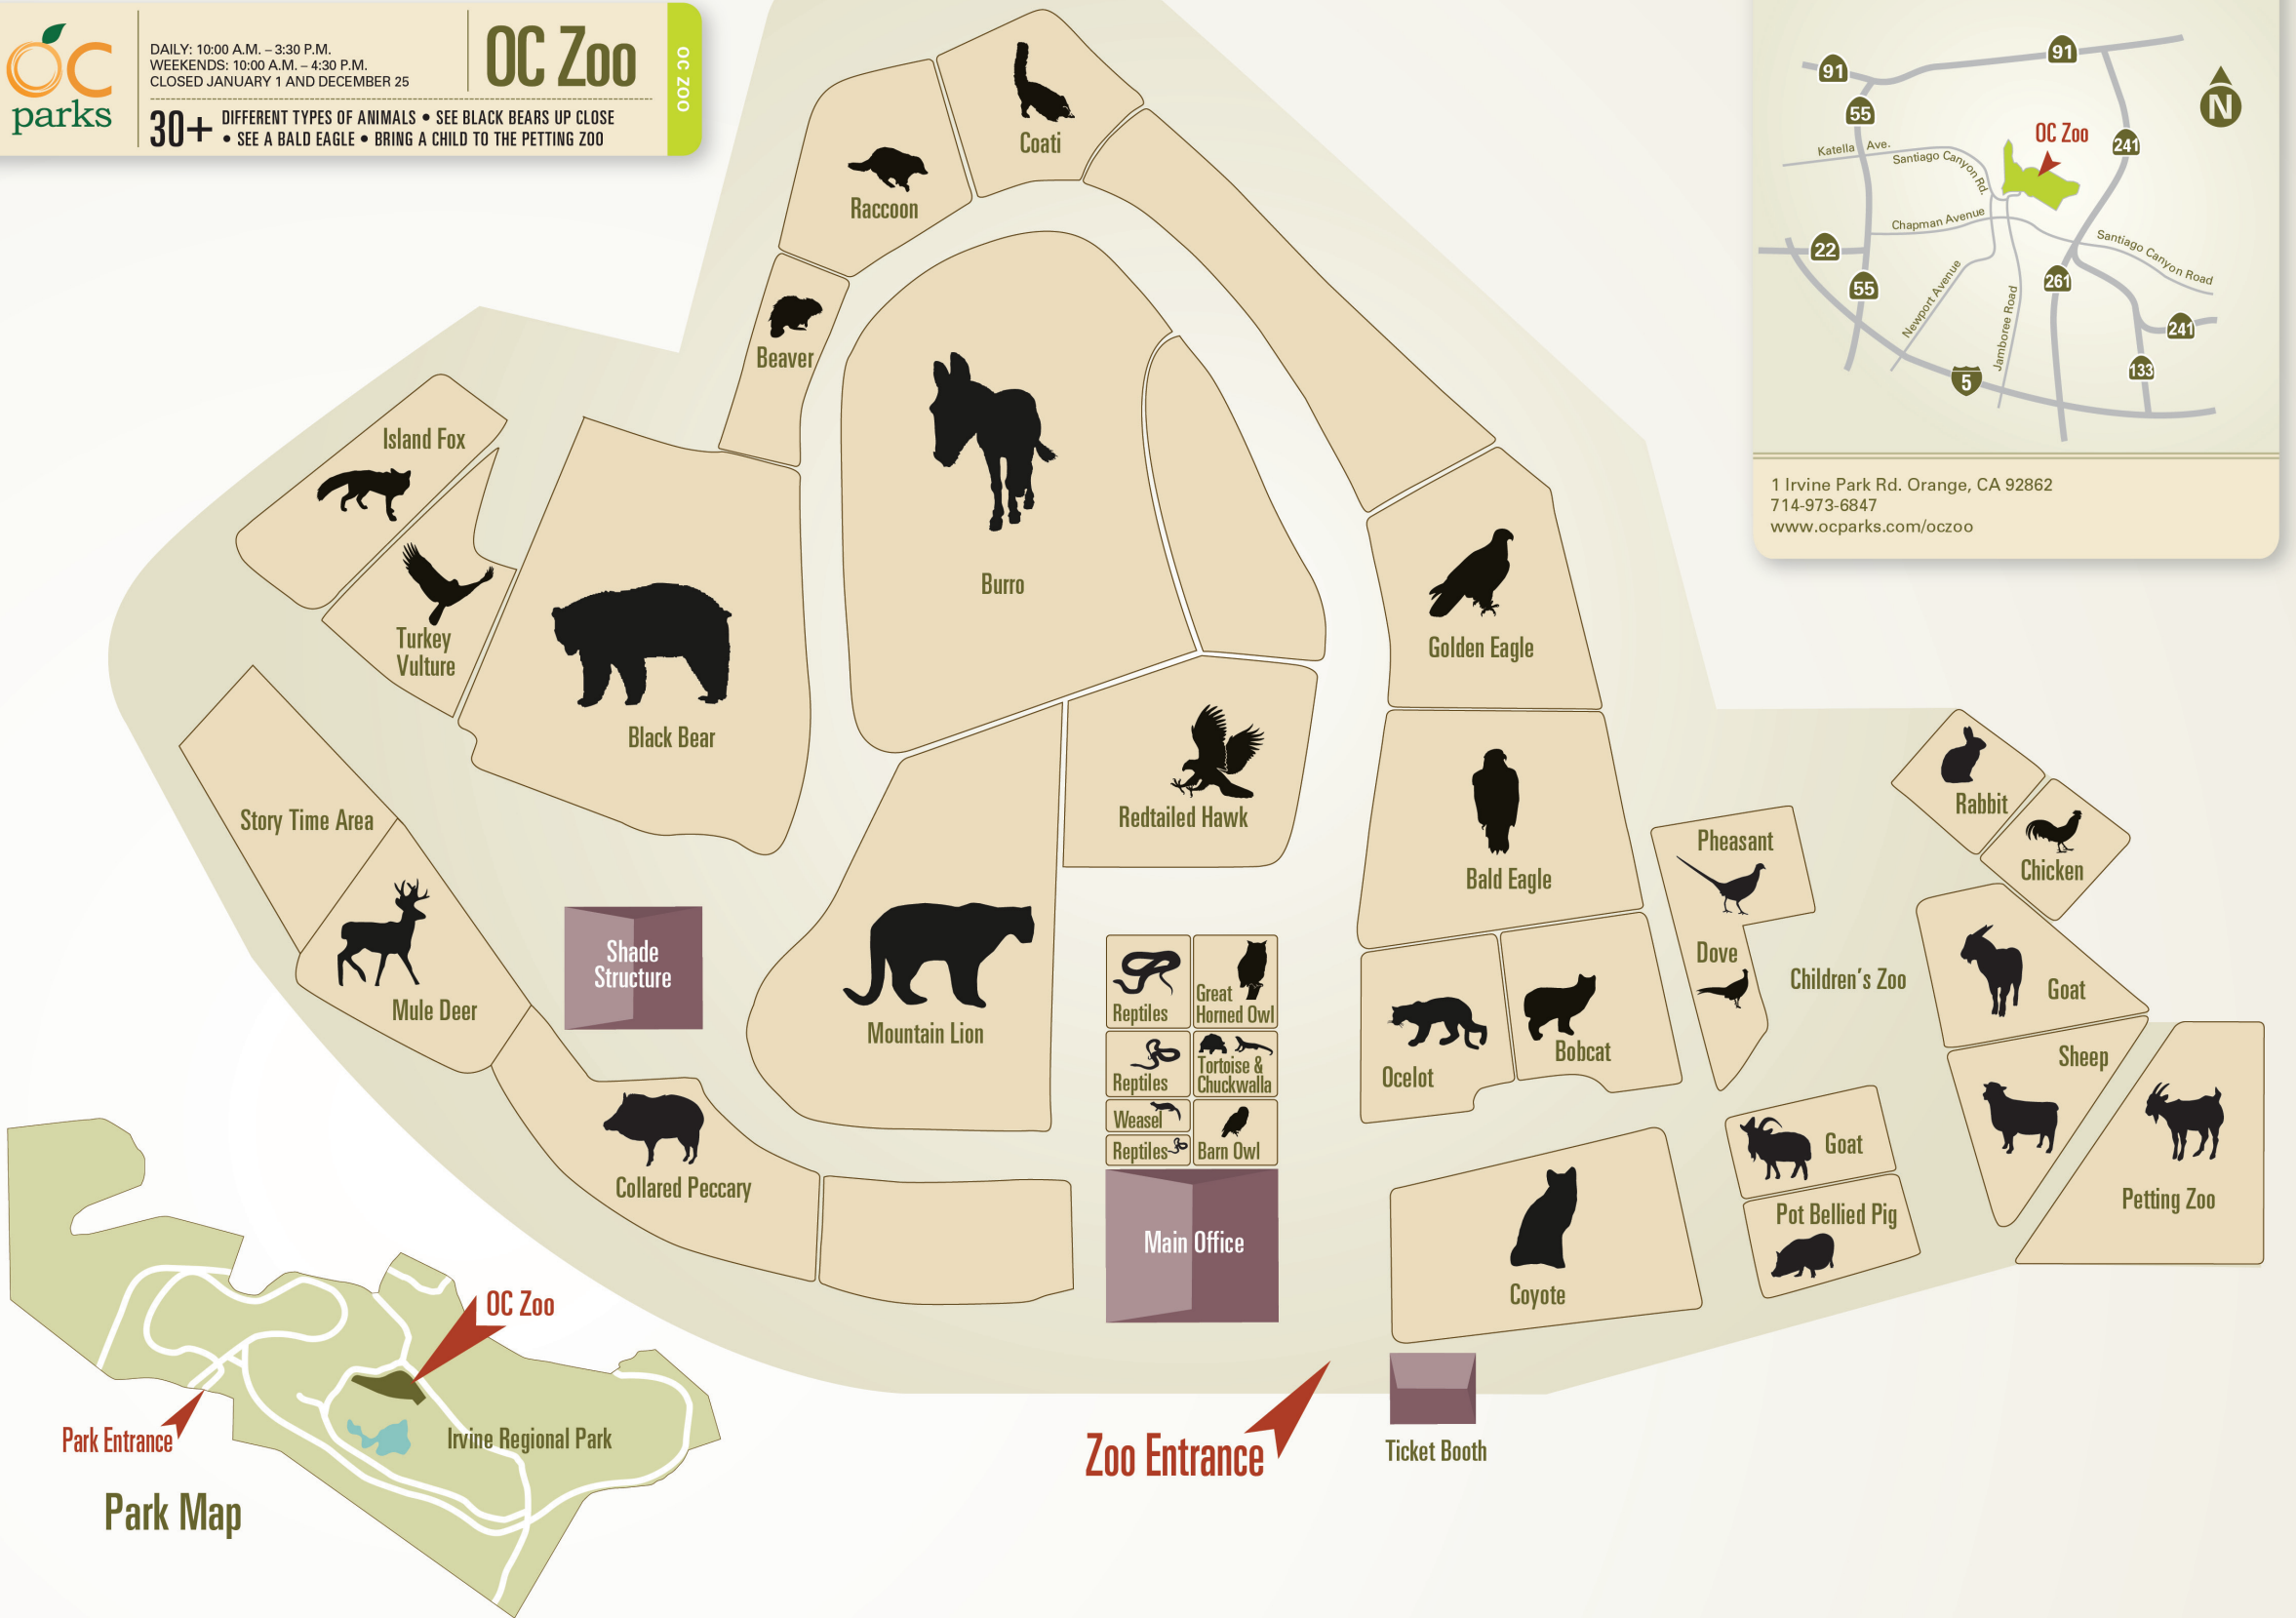 OC
parks
DAILY: 10:00 A.M. – 3:30 P.M.
WEEKENDS: 10:00 A.M. – 4:30 P.M.
CLOSED JANUARY 1 AND DECEMBER 25
OC Zoo
OC ZOO
30+ DIFFERENT TYPES OF ANIMALS • SEE BLACK BEARS UP CLOSE
• SEE A BALD EAGLE • BRING A CHILD TO THE PETTING ZOO
91
91
55
OC Zoo
241
N
Katella Ave.
Santiago Canyon Rd.
Chapman Avenue
Santiago Canyon Road
22
55
261
Newport Avenue
Jamboree Road
241
133
5
1 Irvine Park Rd. Orange, CA 92862
714-973-6847
www.ocparks.com/oczoo
Coati
Raccoon
Beaver
Island Fox
Turkey
Vulture
Black Bear
Burro
Golden Eagle
Redtailed Hawk
Bald Eagle
Story Time Area
Mule Deer
Shade
Structure
Mountain Lion
Collared Peccary
Reptiles
Great
Horned Owl
Reptiles
Tortoise &
Chuckwalla
Weasel
Reptiles
Barn Owl
Main Office
Ocelot
Bobcat
Coyote
Pheasant
Dove
Children's Zoo
Rabbit
Chicken
Goat
Sheep
Goat
Pot Bellied Pig
Petting Zoo
Zoo Entrance
Ticket Booth
OC Zoo
Park Entrance
Irvine Regional Park
Park Map